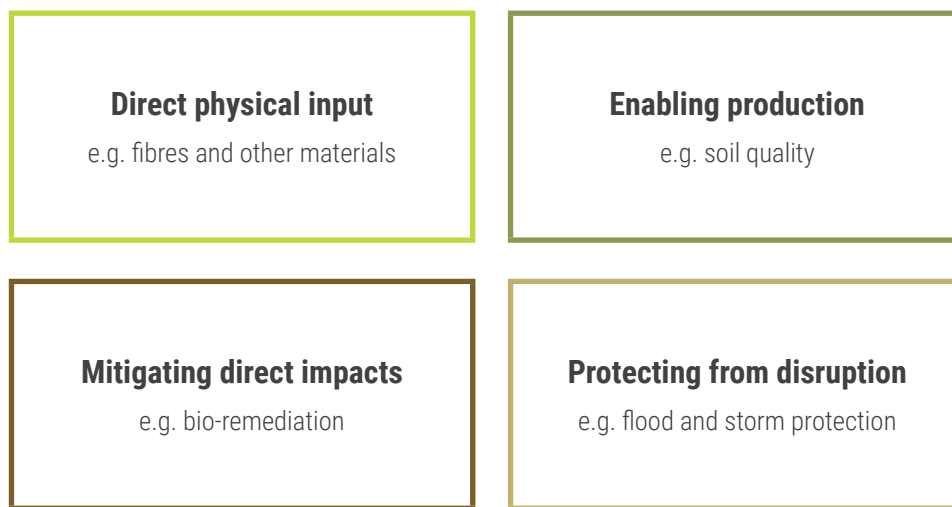 Direct physical input
e.g. fibres and other materials
Enabling production
e.g. soil quality
Mitigating direct impacts
e.g. bio-remediation
Protecting from disruption
e.g. flood and storm protection